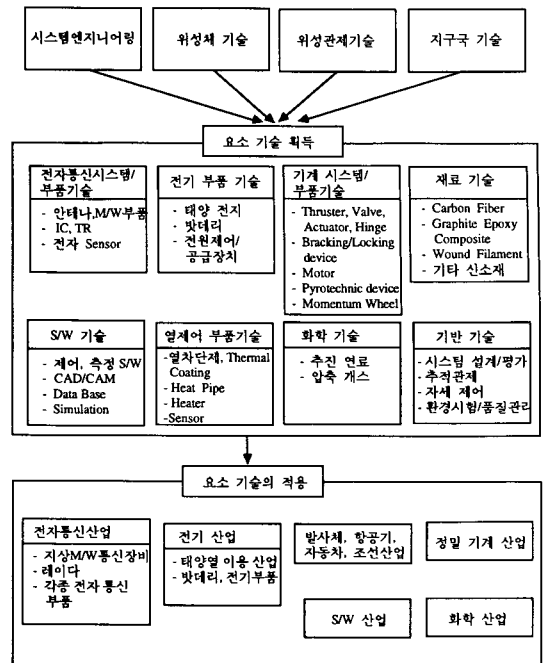 시스템엔지니어링
위성체 기술
위성관제기술
지구국 기술
요소 기술 획득
전자통신시스템/
부품기술
- 안테나,M/W부품
- IC, TR
- 전자 Sensor
전기 부품 기술
- 태양 전지
- 밧데리
- 전원제어/
공급장치
기계 시스템/
부품기술
- Thruster, Valve,
Actuator, Hinge
- Bracking/Locking
device
- Motor
- Pyrotechnic device
- Momentum Wheel
재료 기술
- Carbon Fiber
- Graphite Epoxy
Composite
- Wound Filament
- 기타 신소재
S/W 기술
- 제어, 측정 S/W
- CAD/CAM
- Data Base
- Simulation
열제어 부품기술
-열차단제, Thermal
Coating
- Heat Pipe
- Heater
- Sensor
화학 기술
- 추진 연료
- 압축 개스
기반 기술
-시스팀 설계/평가
-추적관제
-자세 제어
-환경시험/품질관리
요소 기술의 적용
전자통신산업
- 지상M/W통신장비
- 레이다
- 각종 전자 통신
부품
전기 산업
- 태양열 이용 산업
- 밧데리, 전기부품
발사체, 항공기,
자동차, 조선산업
정밀 기계 산업
S/W 산업
화학 산업